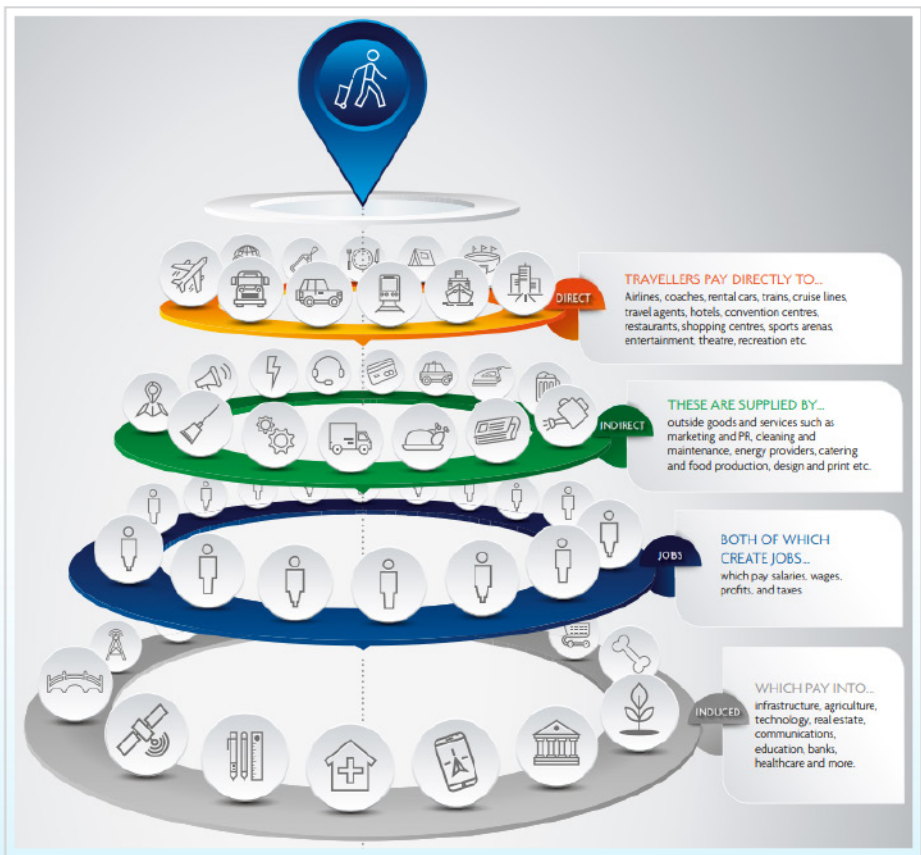 DIRECT
TRAVELLERS PAY DIRECTLY TO...
Airlines, coaches, rental cars, trains, cruise lines,
travel agents, hotels, convention centres,
restaurants, shopping centres, sports arenas,
entertainment, theatre, recreation etc.
INDIRECT
THESE ARE SUPPLIED BY...
outside goods and services such as
marketing and PR, cleaning and
maintenance, energy providers, catering
and food production, design and print etc.
JOBS
BOTH OF WHICH
CREATE JOBS...
which pay salaries, wages,
profits, and taxes
INDUCED
WHICH PAY INTO...
infrastructure, agriculture,
technology, real estate,
communications,
education, banks,
healthcare and more.